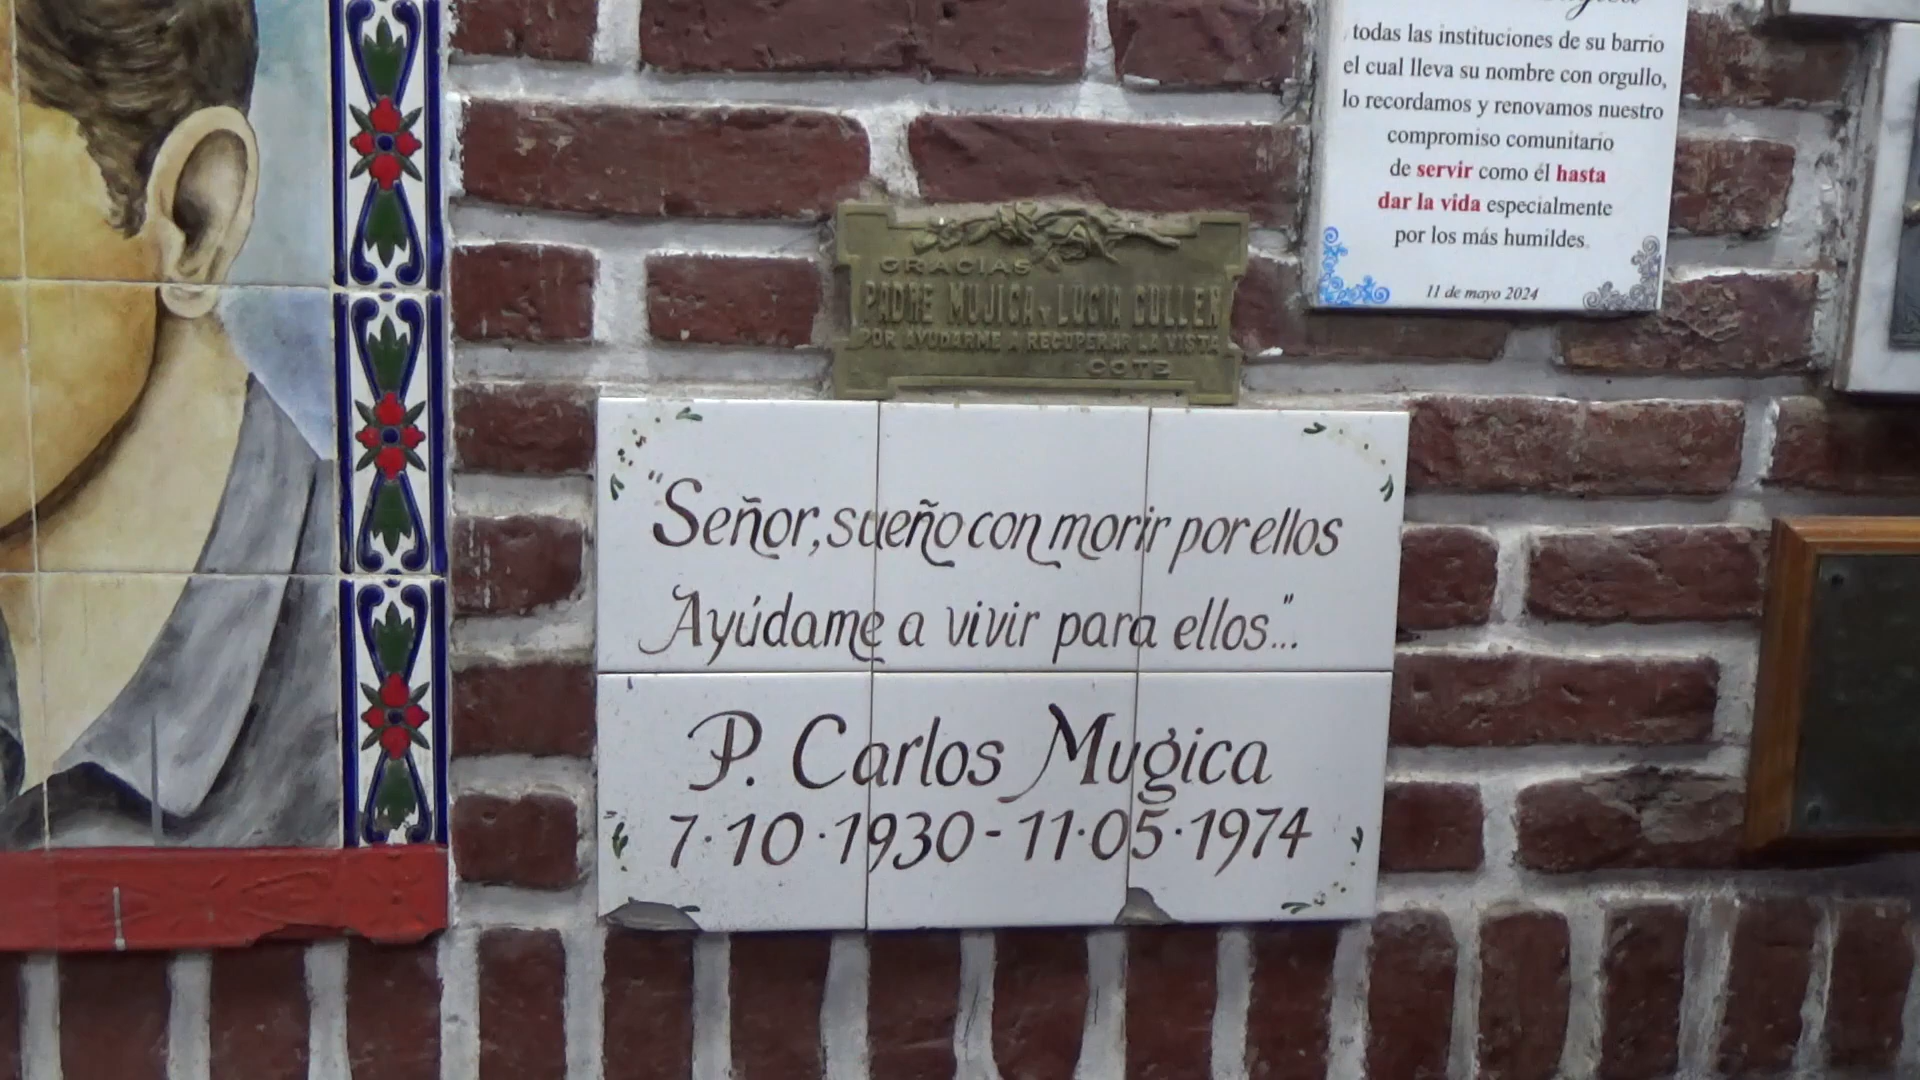 todas las instituciones de su barrio
el cual lleva su nombre con orgullo,
lo recordamos y renovamos nuestro
compromiso comunitario
de servir como él hasta
dar la vida especialmente
por los más humildes.
11 de mayo 2024
GRACIAS
PADRE MUJICA Y LUCIA CULLEN
POR AYUDARME A RECUPERAR LA VISTA
COTE
"Señor, sueño con morir por ellos
Ayúdame a vivir para ellos..."
P. Carlos Mugica
7·10·1930-11·05·1974